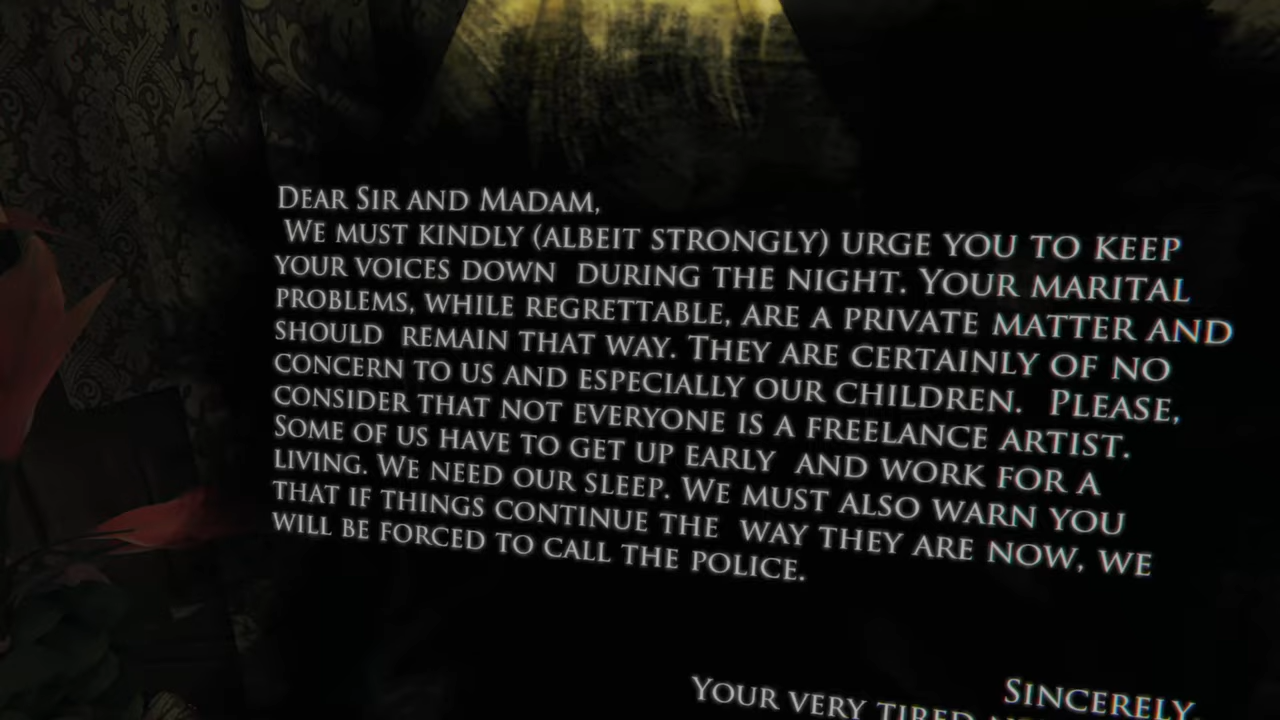 Dear Sir and Madam,
We must kindly (albeit strongly) urge you to keep
your voices down during the night. Your marital
problems, while regrettable, are a private matter and
should remain that way. They are certainly of no
concern to us and especially our children. Please,
consider that not everyone is a freelance artist.
Some of us have to get up early and work for a
living. We need our sleep. We must also warn you
that if things continue the way they are now, we
will be forced to call the police.
Sincerely
Your very tired